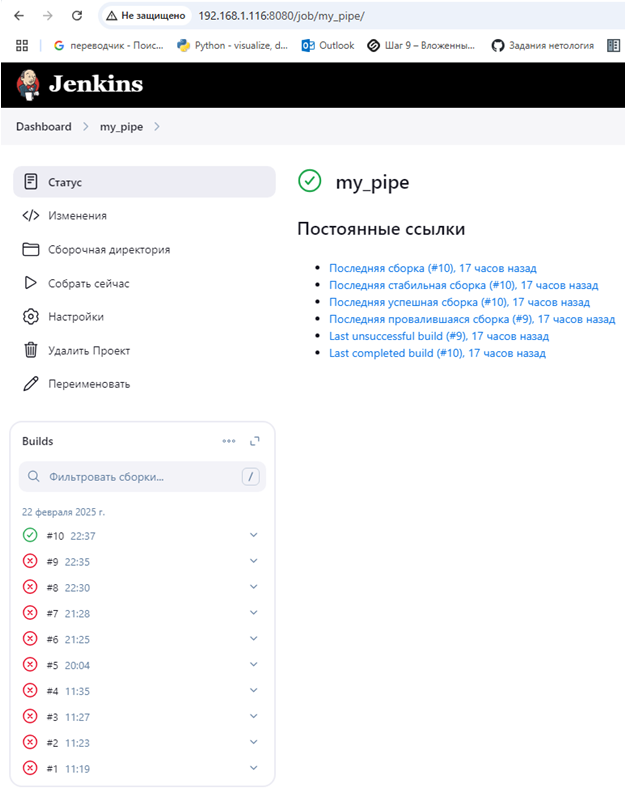 Не защищено 192.168.1.116:8080/job/my_pipe/
переводчик - Поис... Python - visualize, d... Outlook Шаг 9 – Вложенны... Задания нетология
Jenkins
Dashboard > my_pipe >
Статус
Изменения
Сборочная директория
Собрать сейчас
Настройки
Удалить Проект
Переименовать
my_pipe
Постоянные ссылки
Последняя сборка (#10), 17 часов назад
Последняя стабильная сборка (#10), 17 часов назад
Последняя успешная сборка (#10), 17 часов назад
Последняя провалившаяся сборка (#9), 17 часов назад
Last unsuccessful build (#9), 17 часов назад
Last completed build (#10), 17 часов назад
Builds
Фильтровать сборки... /
22 февраля 2025 г.
#10 22:37
#9 22:35
#8 22:30
#7 21:28
#6 21:25
#5 20:04
#4 11:35
#3 11:27
#2 11:23
#1 11:19